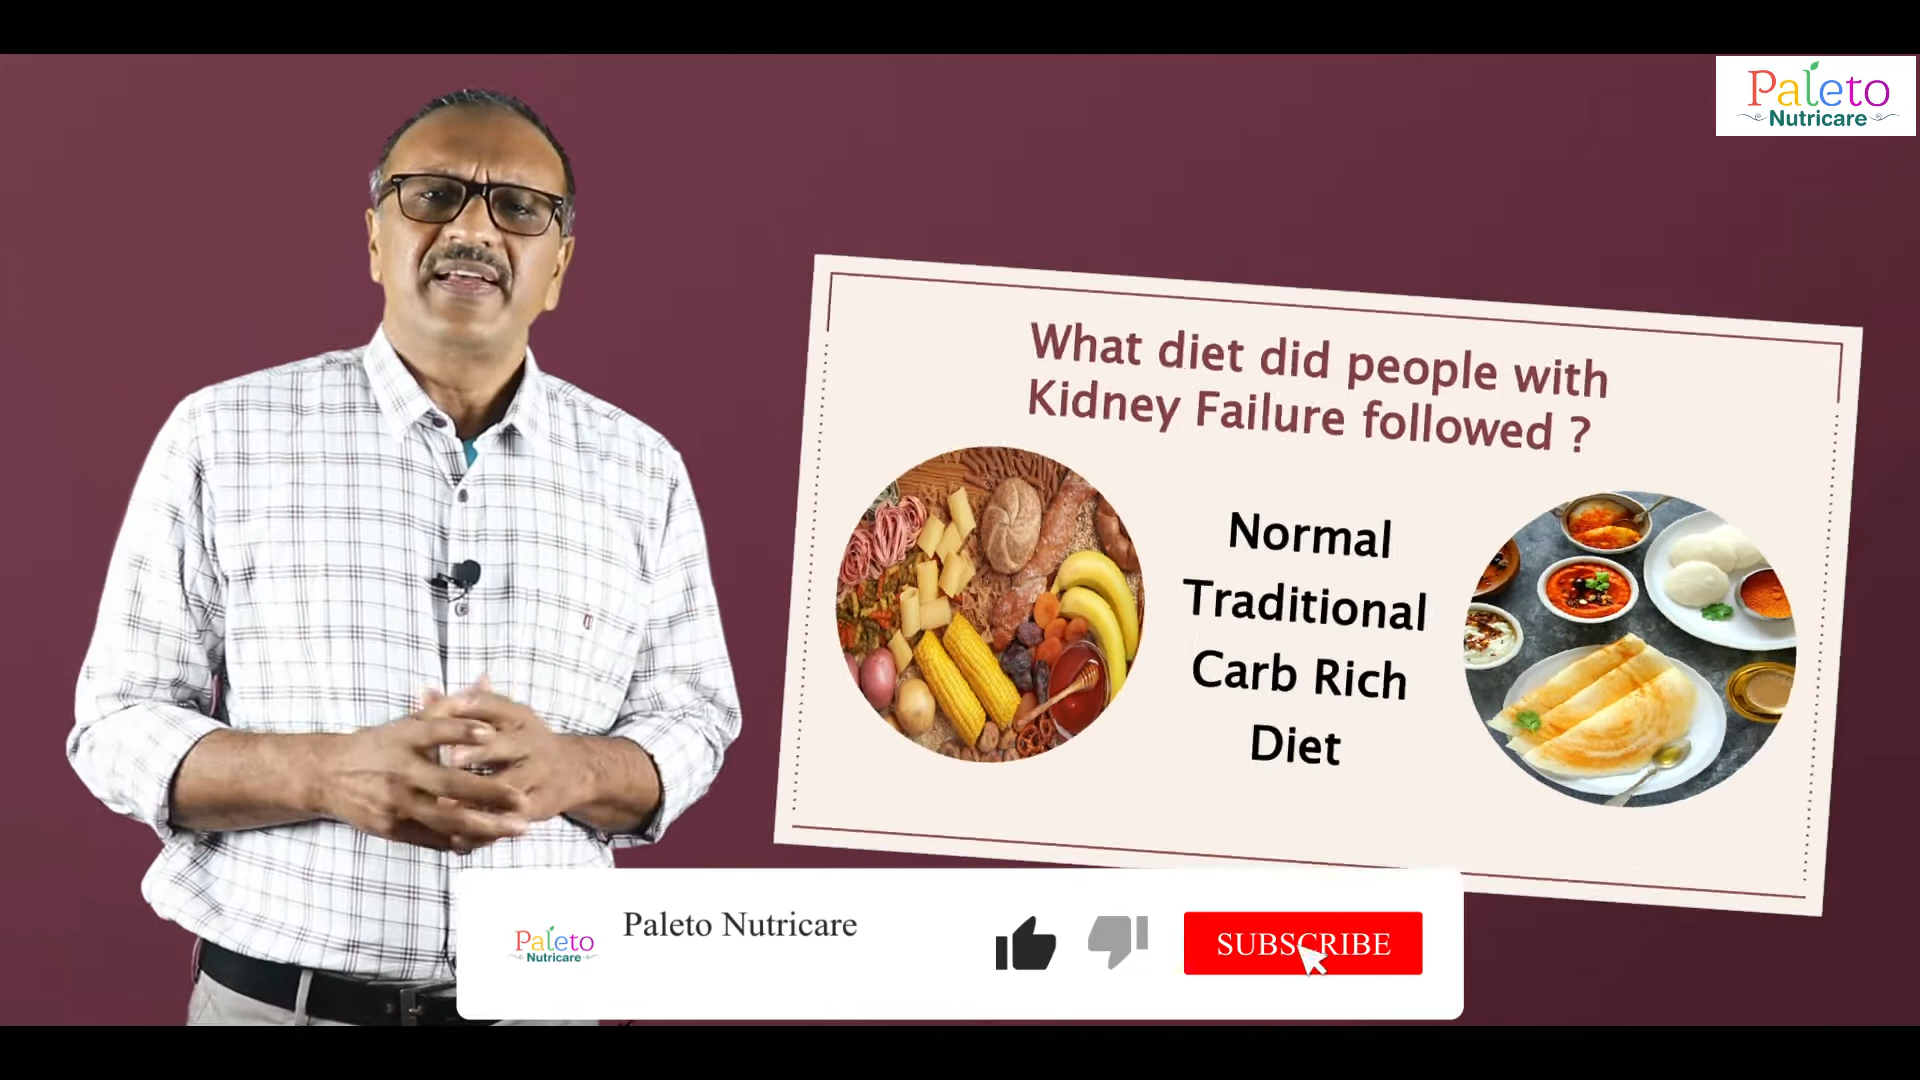 Paleto
Nutricare
What diet did people with
Kidney Failure followed ?
Normal
Traditional
Carb Rich
Diet
Paleto
Nutricare
Paleto Nutricare
SUBSCRIBE